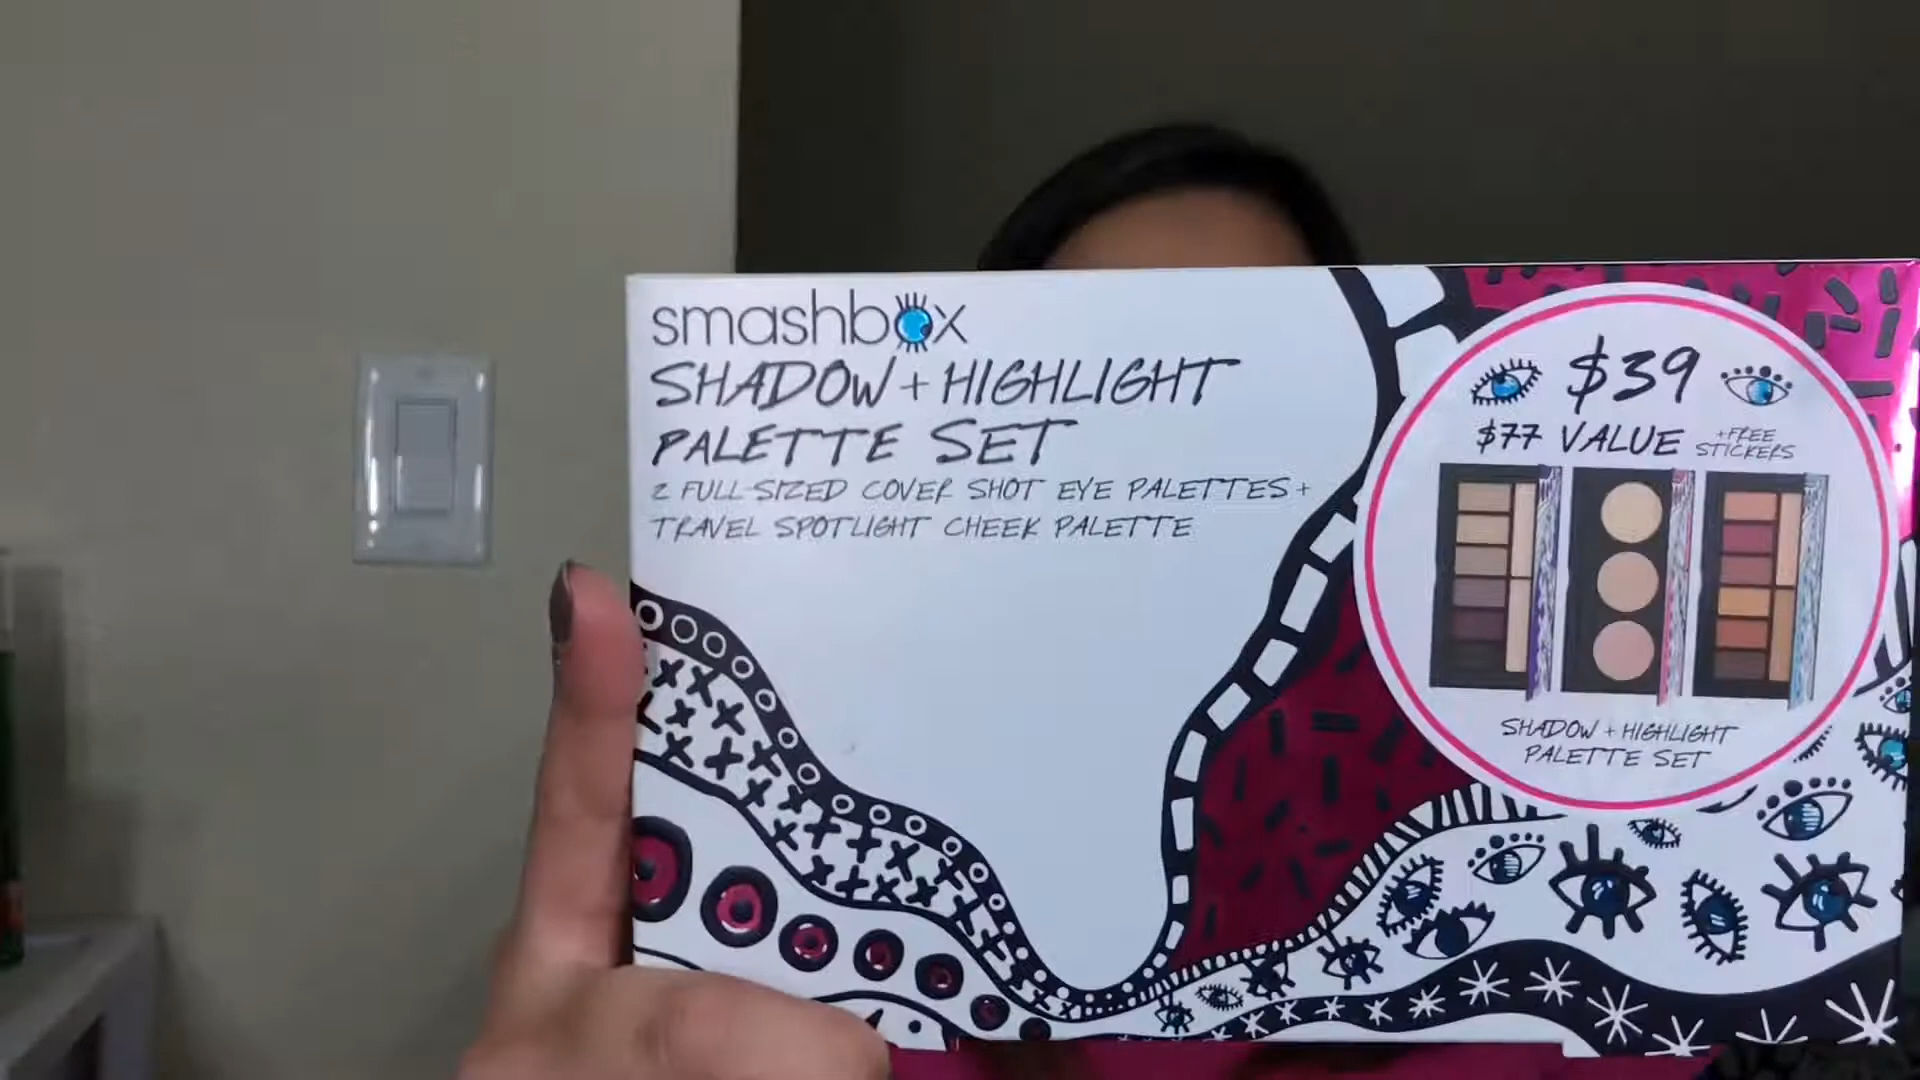 smashbox
SHADOW + HIGHLIGHT
PALETTE SET
2 FULL-SIZED COVER SHOT EYE PALETTES +
TRAVEL SPOTLIGHT CHEEK PALETTE
$39
$77 VALUE
+FREE
STICKERS
SHADOW + HIGHLIGHT
PALETTE SET